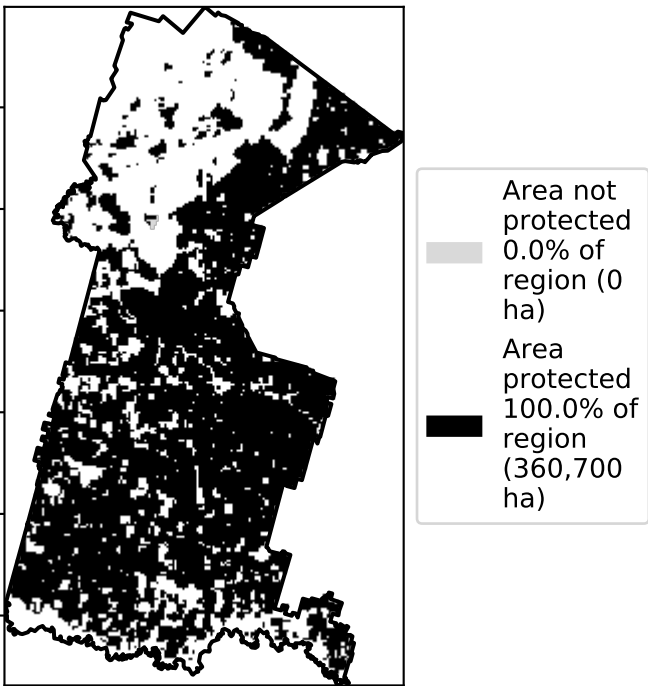 Area not
protected
0.0% of
region (0
ha)
Area
protected
100.0% of
region
(360,700
ha)